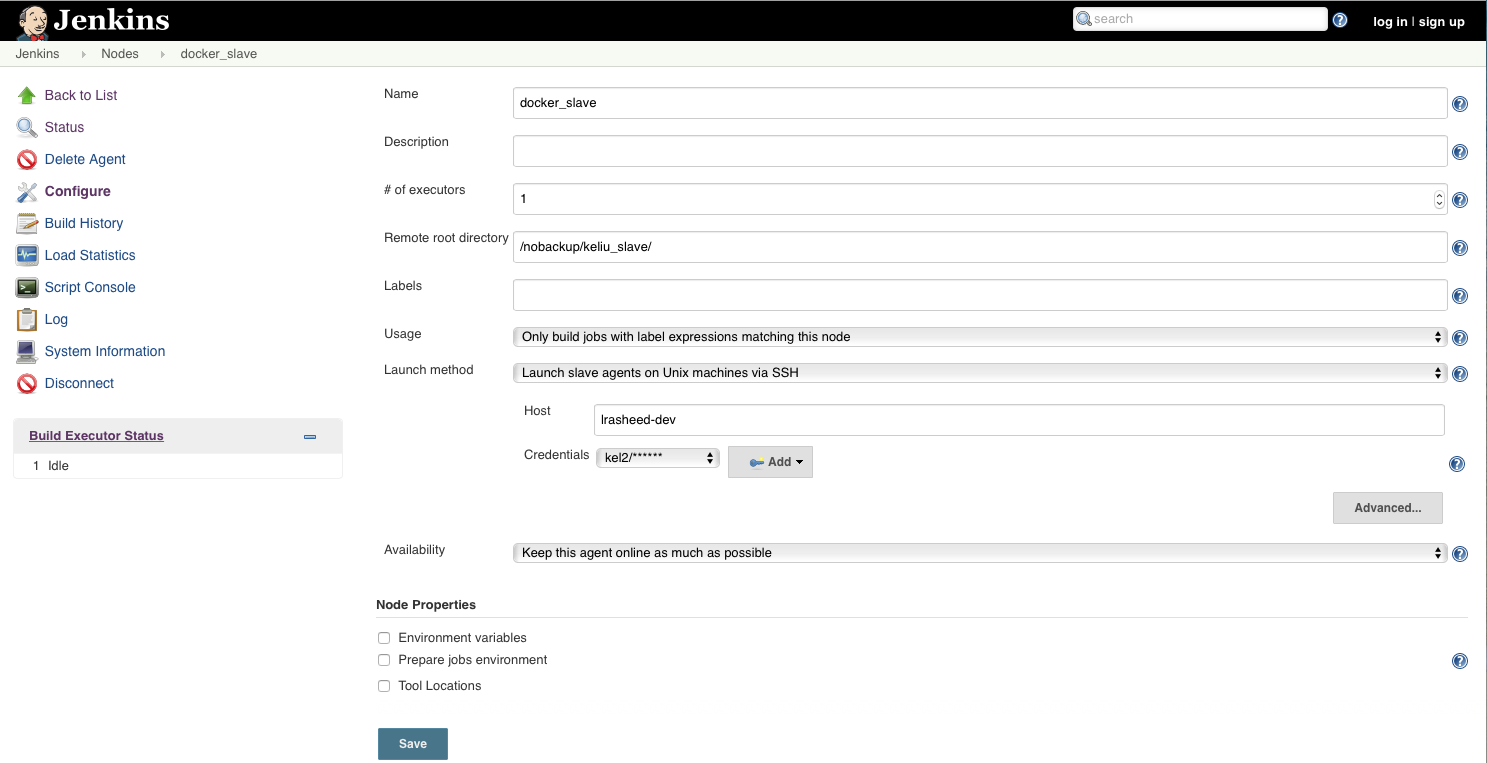 Jenkins
search
log in | sign up
Jenkins Nodes docker_slave
Back to List
Status
Delete Agent
Configure
Build History
Load Statistics
Script Console
Log
System Information
Disconnect
Build Executor Status
1 Idle
Name docker_slave
Description
# of executors 1
Remote root directory /nobackup/keliu_slave/
Labels
Usage Only build jobs with label expressions matching this node
Launch method Launch slave agents on Unix machines via SSH
Host lrasheed-dev
Credentials kel2/****** Add
Advanced...
Availability Keep this agent online as much as possible
Node Properties
Environment variables
Prepare jobs environment
Tool Locations
Save